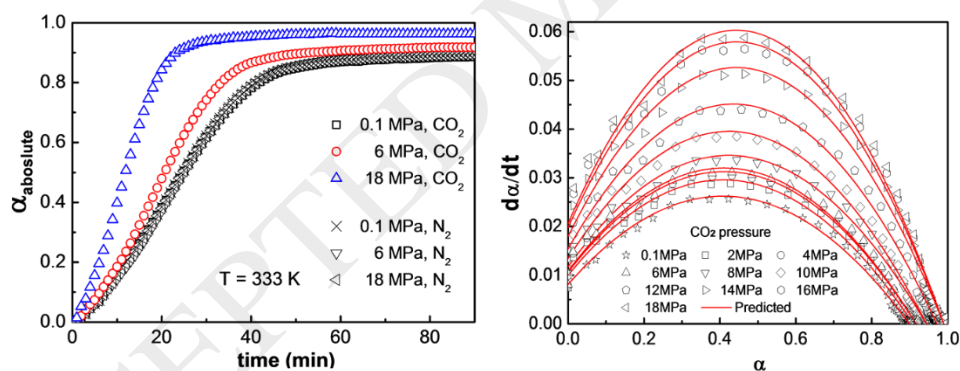 1.0
0.8
0.6
0.4
0.2
0.0
α_abosulte
0 20 40 60 80
time (min)
0.1 MPa, CO₂
6 MPa, CO₂
18 MPa, CO₂
0.1 MPa, N₂
6 MPa, N₂
18 MPa, N₂
T = 333 K
0.06
0.05
0.04
0.03
0.02
0.01
0.00
dα/dt
CO₂ pressure
0.1MPa 2MPa 4MPa
6MPa 8MPa 10MPa
12MPa 14MPa 16MPa
18MPa Predicted
0.0 0.2 0.4 0.6 0.8 1.0
α